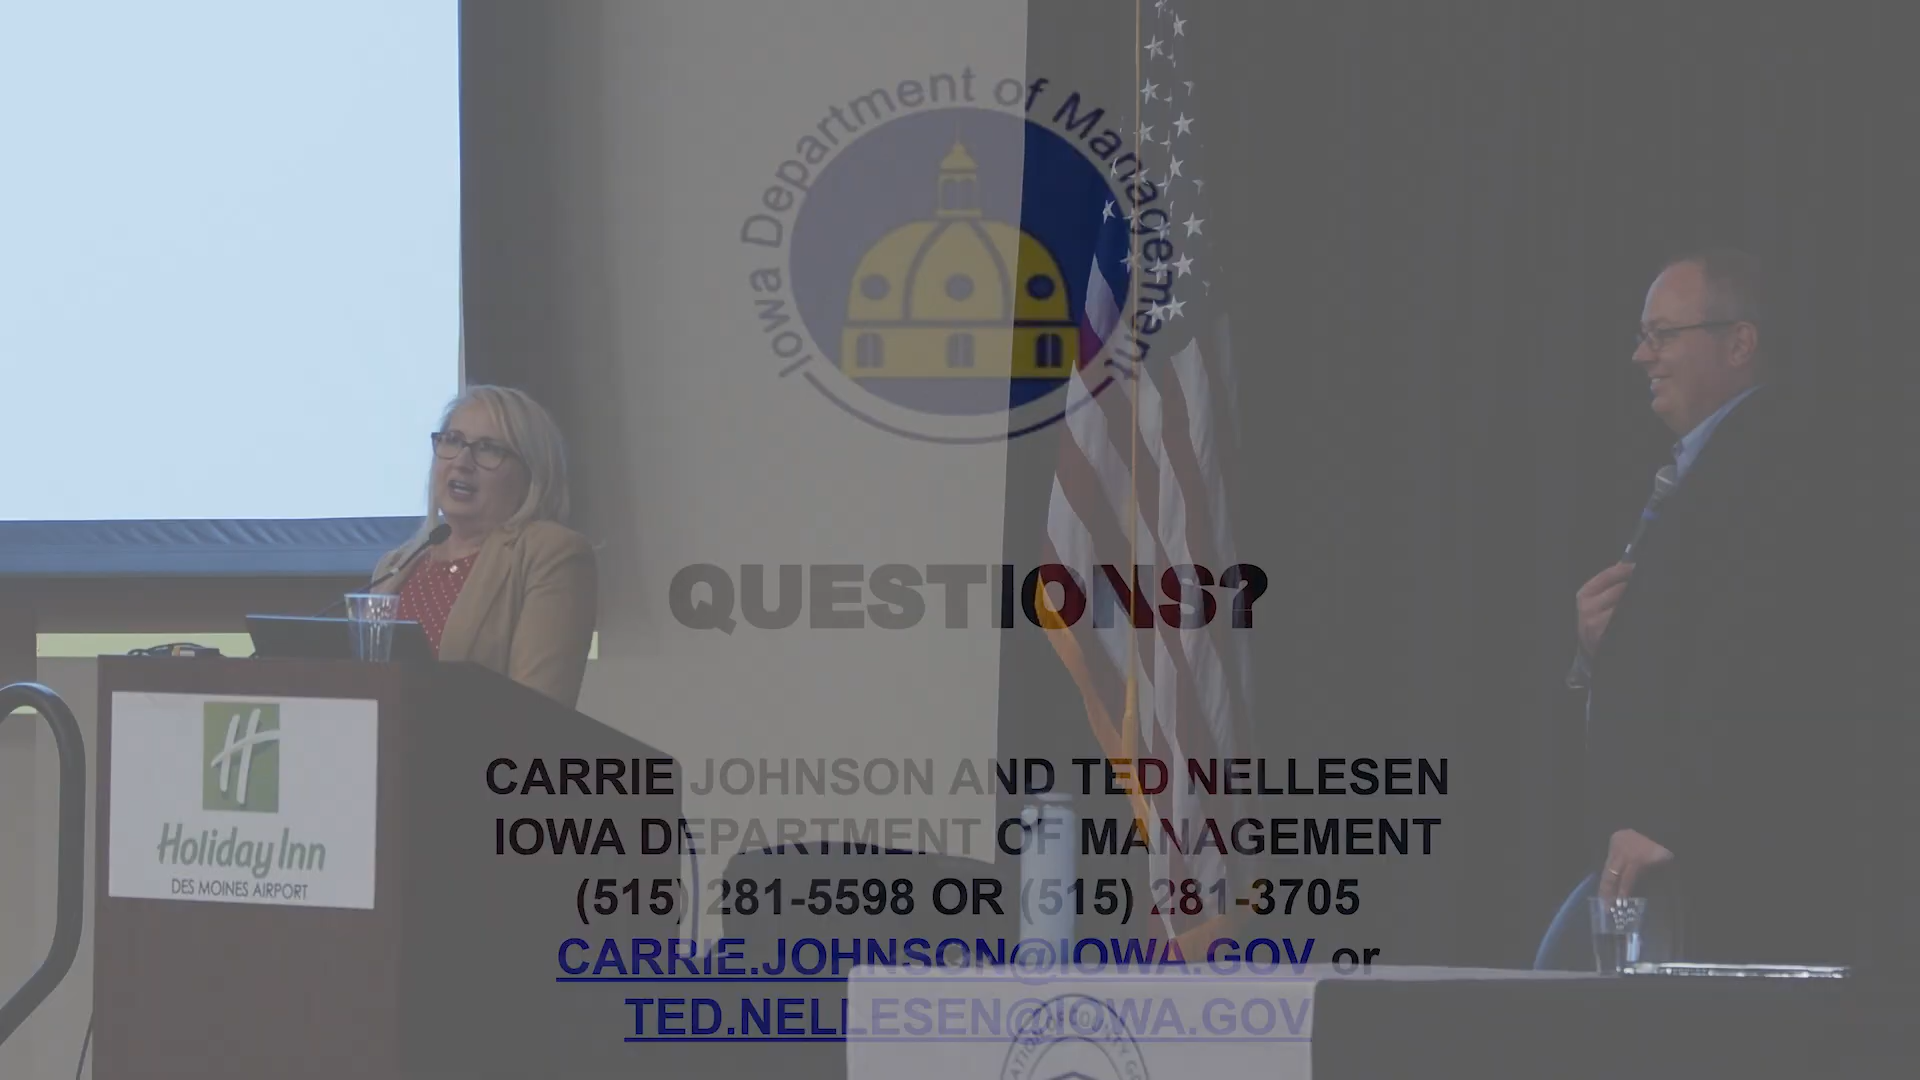 Iowa Department of Management
QUESTIONS?
CARRIE JOHNSON AND TED NELLESEN
IOWA DEPARTMENT OF MANAGEMENT
(515) 281-5598 OR (515) 281-3705
CARRIE.JOHNSON@IOWA.GOV or
TED.NELLESEN@IOWA.GOV
H
Holiday Inn
DES MOINES AIRPORT
COUNTY